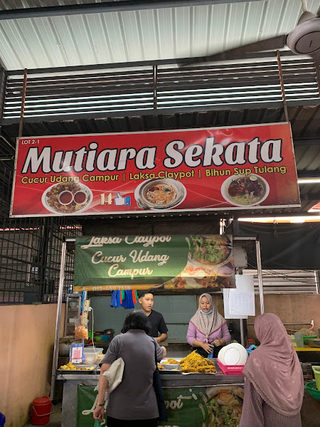 LOT 2-1
Mutiara Sekata
Cucur Udang Campur | Laksa Claypot | Bihun Sup Tulang
Laksa Claypot
Cucur Udang
Campur